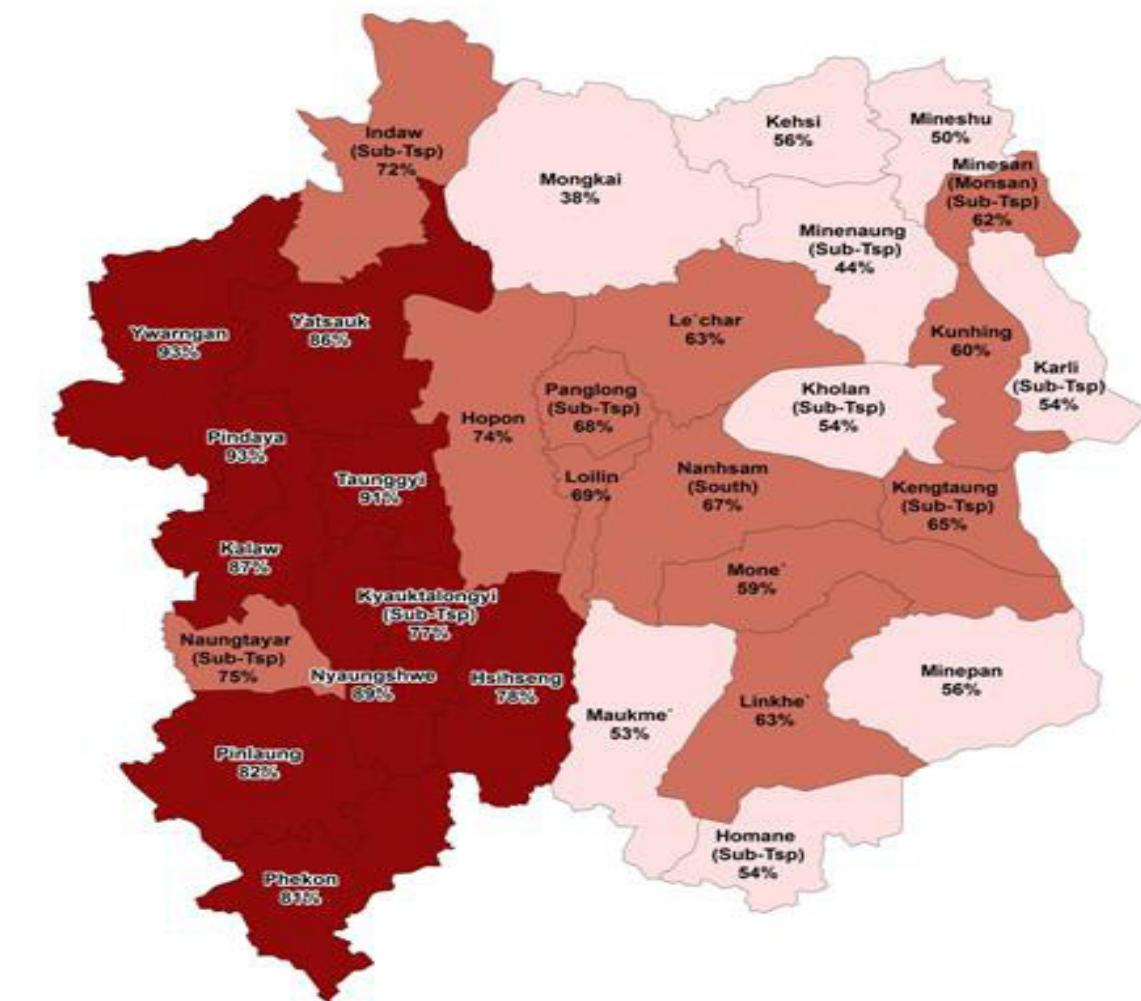 Indaw
(Sub-Tsp)
72%
Mongkai
38%
Kehsi
56%
Mineshu
50%
Minesan
(Monsan)
(Sub-Tsp)
62%
Minenaung
(Sub-Tsp)
44%
Ywarngan
93%
Yatsauk
86%
Le`char
63%
Kunhing
60%
Karli
(Sub-Tsp)
54%
Panglong
(Sub-Tsp)
68%
Kholan
(Sub-Tsp)
54%
Hopon
74%
Pindaya
93%
Taunggyi
91%
Loilin
69%
Nanhsam
(South)
67%
Kengtaung
(Sub-Tsp)
65%
Kalaw
87%
Mone`
59%
Kyauktalongyi
(Sub-Tsp)
77%
Naungtayar
(Sub-Tsp)
75%
Nyaungshwe
89%
Hsihseng
78%
Minepan
56%
Linkhe`
63%
Maukme`
53%
Pinlaung
82%
Homane
(Sub-Tsp)
54%
Phekon
81%